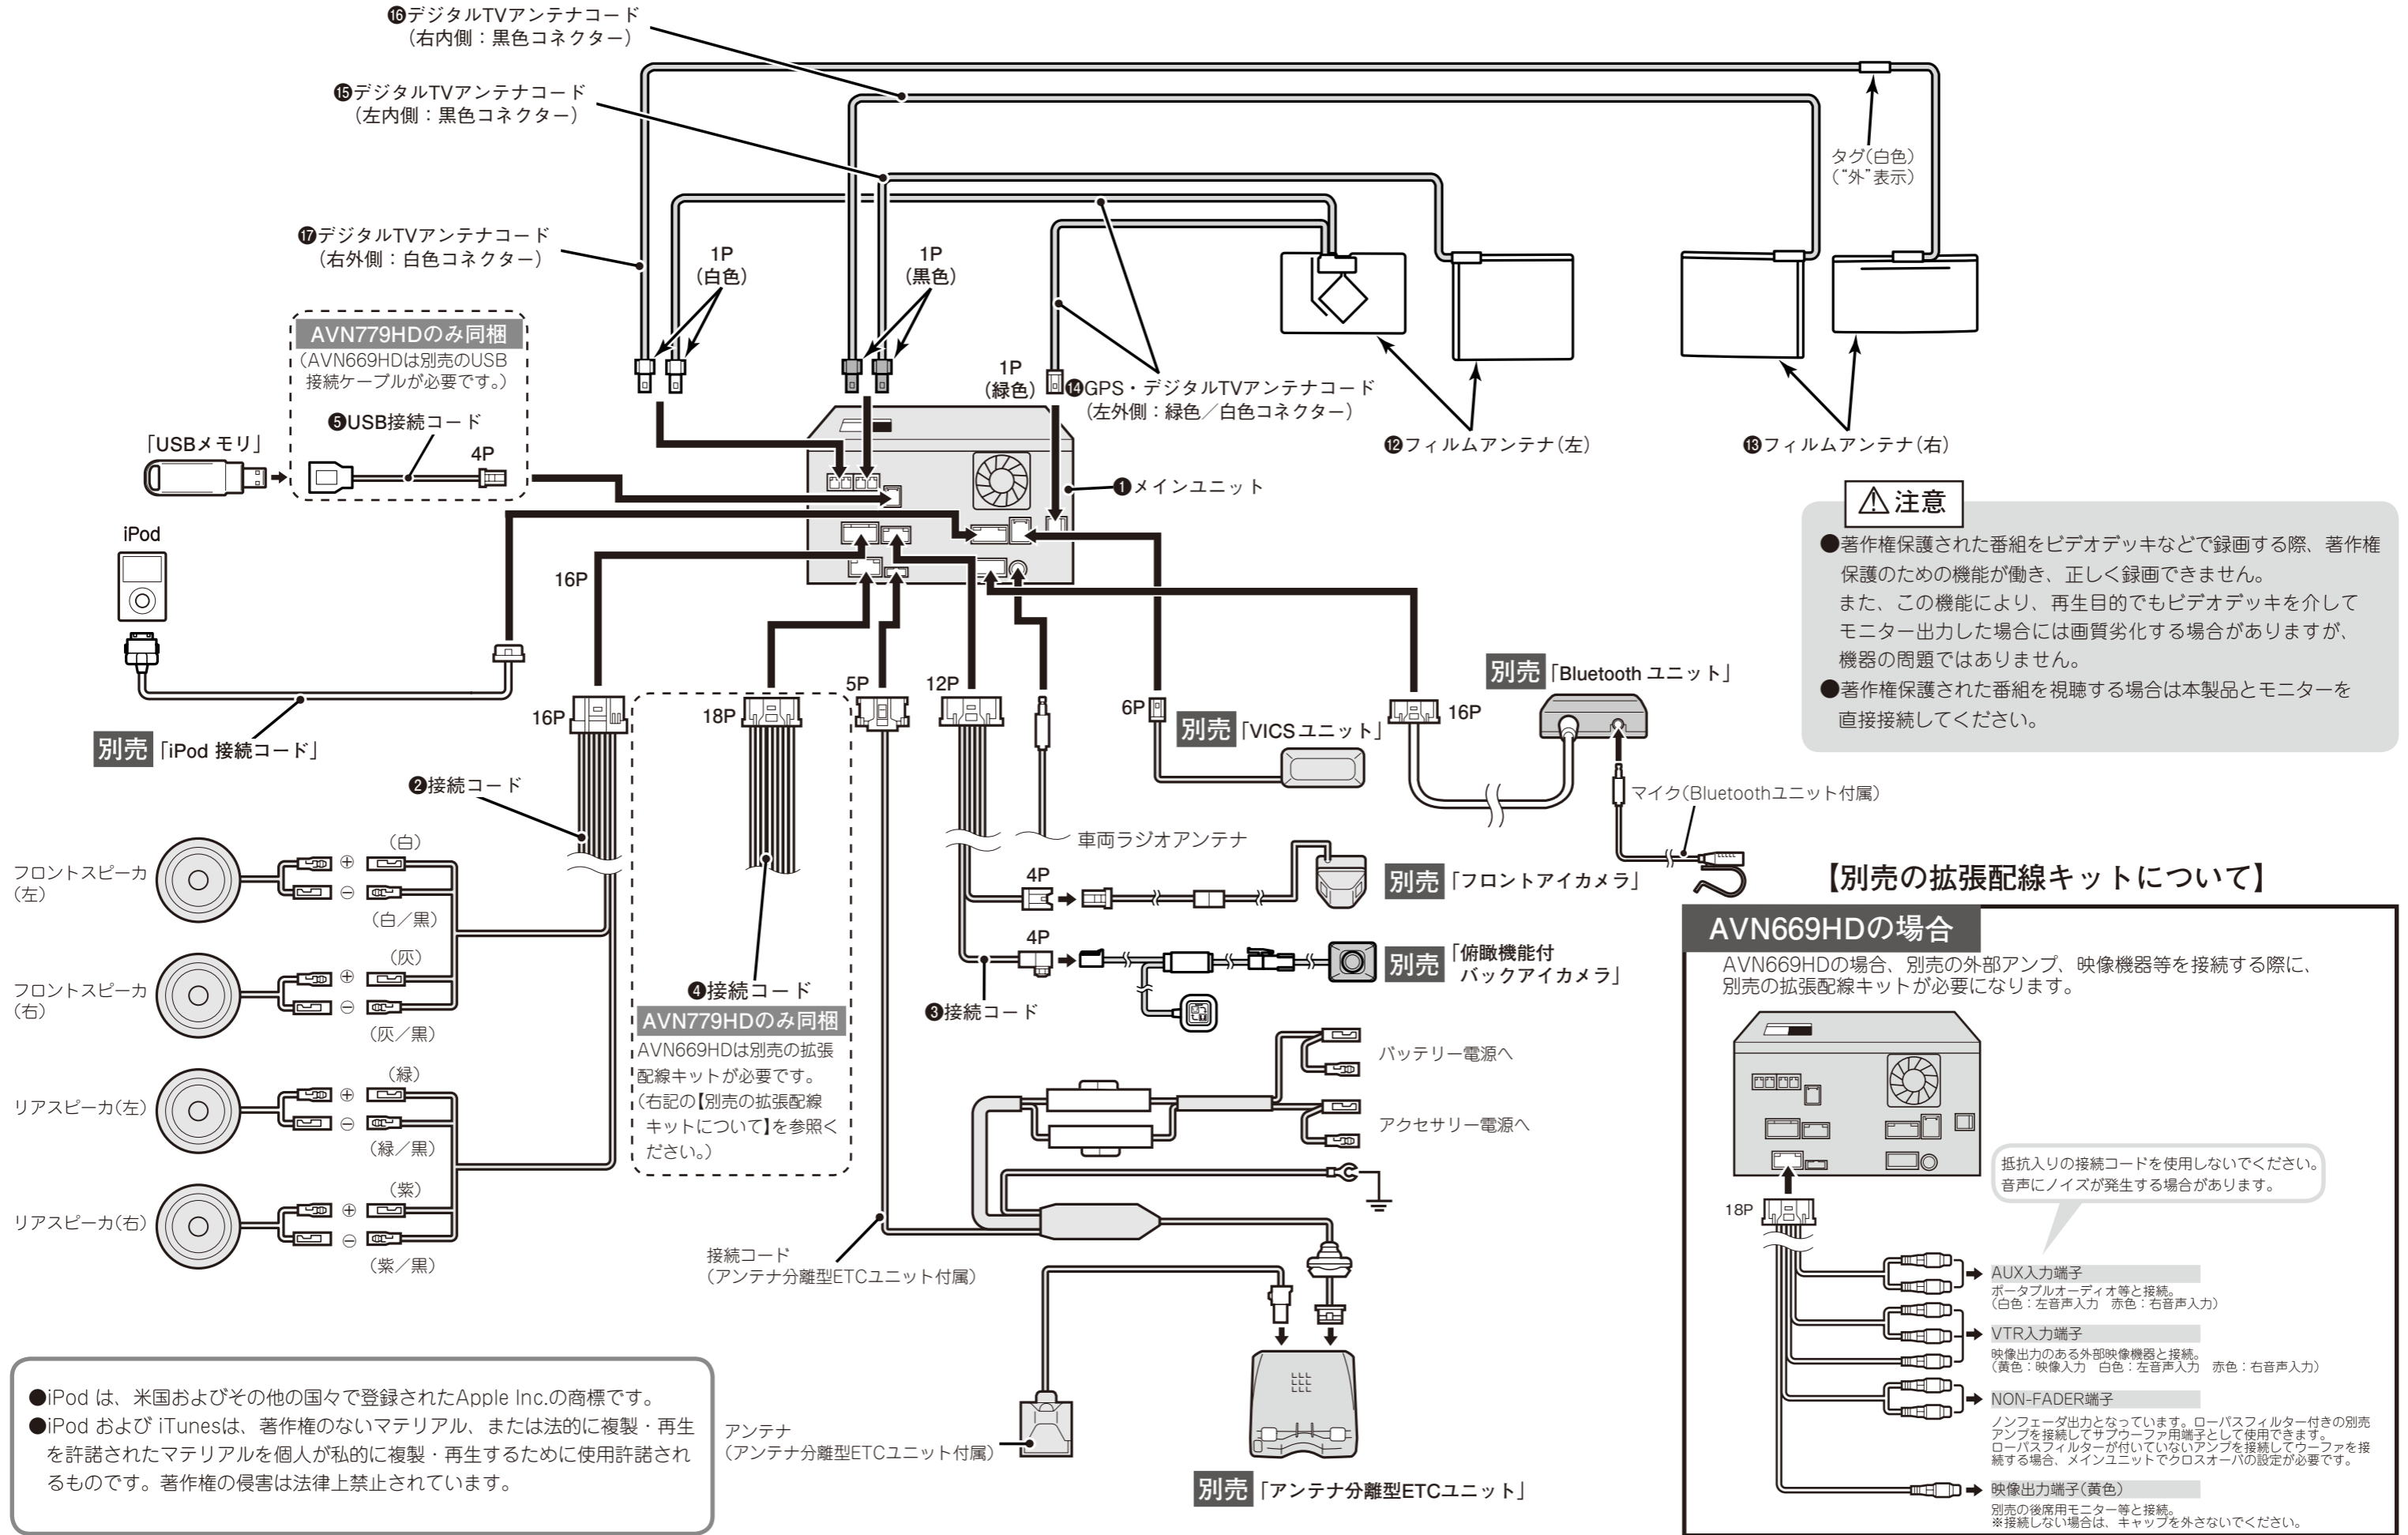 ⓰デジタルTVアンテナコード
（右内側：黒色コネクター）
⓯デジタルTVアンテナコード
（左内側：黒色コネクター）
タグ（白色）
（“外”表示）
⓱デジタルTVアンテナコード
（右外側：白色コネクター）
1P
（白色）
1P
（黒色）
AVN779HDのみ同梱
（AVN669HDは別売のUSB
接続ケーブルが必要です。）
❺USB接続コード
4P
「USBメモリ」
1P
（緑色）
⓮GPS・デジタルTVアンテナコード
（左外側：緑色／白色コネクター）
⓬フィルムアンテナ（左）
⓭フィルムアンテナ（右）
❶メインユニット
iPod
別売「iPod 接続コード」
⚠注意
●著作権保護された番組をビデオデッキなどで録画する際、著作権
保護のための機能が働き、正しく録画できません。
また、この機能により、再生目的でもビデオデッキを介して
モニター出力した場合には画質劣化する場合がありますが、
機器の問題ではありません。
●著作権保護された番組を視聴する場合は本製品とモニターを
直接接続してください。
16P
16P
18P
5P
12P
6P
別売「VICSユニット」
16P
別売「Bluetooth ユニット」
マイク（Bluetoothユニット付属）
❷接続コード
フロントスピーカ
（左）
⊕
（白）
⊖
（白／黒）
フロントスピーカ
（右）
⊕
（灰）
⊖
（灰／黒）
リアスピーカ（左）
⊕
（緑）
⊖
（緑／黒）
リアスピーカ（右）
⊕
（紫）
⊖
（紫／黒）
❹接続コード
AVN779HDのみ同梱
AVN669HDは別売の拡張
配線キットが必要です。
（右記の【別売の拡張配線
キットについて】を参照く
ださい。）
車両ラジオアンテナ
4P
別売「フロントアイカメラ」
4P
別売「俯瞰機能付
バックアイカメラ」
❸接続コード
バッテリー電源へ
アクセサリー電源へ
接続コード
（アンテナ分離型ETCユニット付属）
アンテナ
（アンテナ分離型ETCユニット付属）
別売「アンテナ分離型ETCユニット」
【別売の拡張配線キットについて】
AVN669HDの場合
AVN669HDの場合、別売の外部アンプ、映像機器等を接続する際に、
別売の拡張配線キットが必要になります。
抵抗入りの接続コードを使用しないでください。
音声にノイズが発生する場合があります。
18P
AUX入力端子
ポータブルオーディオ等と接続。
（白色：左音声入力　赤色：右音声入力）
VTR入力端子
映像出力のある外部映像機器と接続。
（黄色：映像入力　白色：左音声入力　赤色：右音声入力）
NON-FADER端子
ノンフェーダ出力となっています。ローパスフィルター付きの別売
アンプを接続してサブウーファ用端子として使用できます。
ローパスフィルターが付いていないアンプを接続してウーファを接
続する場合、メインユニットでクロスオーバの設定が必要です。
映像出力端子（黄色）
別売の後席用モニター等と接続。
※接続しない場合は、キャップを外さないでください。
●iPod は、米国およびその他の国々で登録されたApple Inc.の商標です。
●iPod および iTunesは、著作権のないマテリアル、または法的に複製・再生
を許諾されたマテリアルを個人が私的に複製・再生するために使用許諾され
るものです。著作権の侵害は法律上禁止されています。